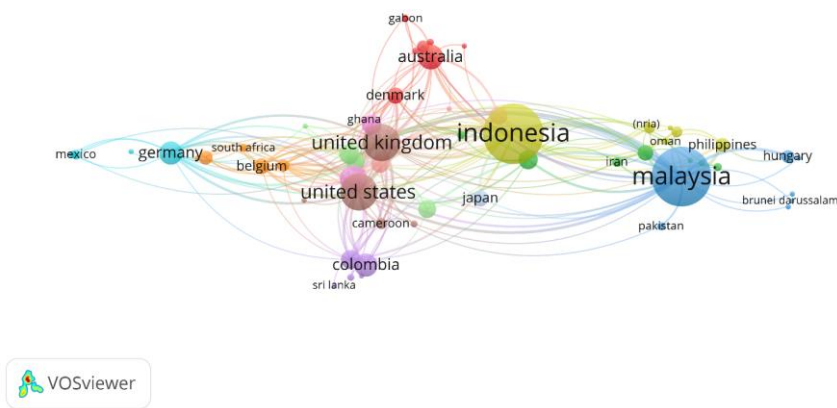 gabon
australia
denmark
ghana
indonesia
(nria)
united kingdom
oman
philippines
south africa
mexico
germany
iran
hungary
belgium
malaysia
united states
japan
brunei darussalam
cameroon
pakistan
colombia
sri lanka
VOSviewer